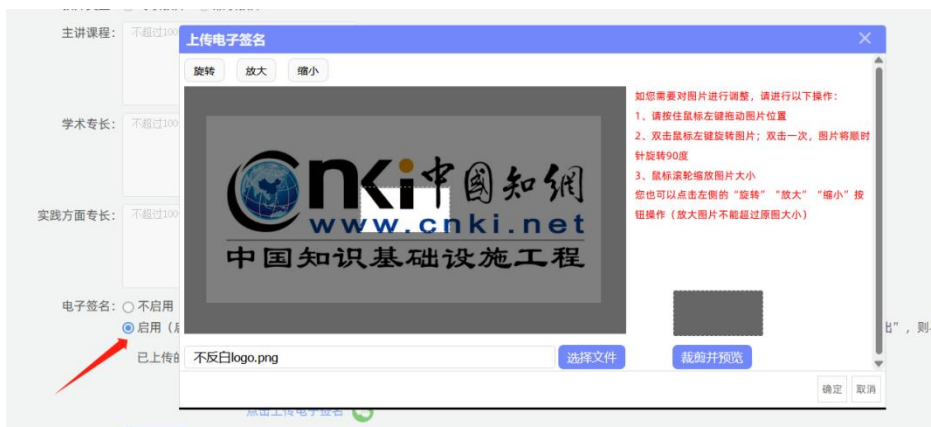 主讲课程：
不超过100
上传电子签名
旋转 放大 缩小
如您需要对图片进行调整，请进行以下操作：
1、请按住鼠标左键拖动图片位置
2、双击鼠标左键旋转图片；双击一次，图片将顺
时针旋转90度
3、鼠标滚轮缩放图片大小
您也可以点击左侧的“旋转”“放大”“缩小”按
钮操作（放大图片不能超过原图大小）
学术专长：
不超过100
实践方面专长：
不超过100
cnki中國知網
www.cnki.net
中国知识基础设施工程
电子签名：
不启用
启用（
出”，则
已上传的
不反白logo.png
选择文件
裁剪并预览
确定 取消
点击上传电子签名